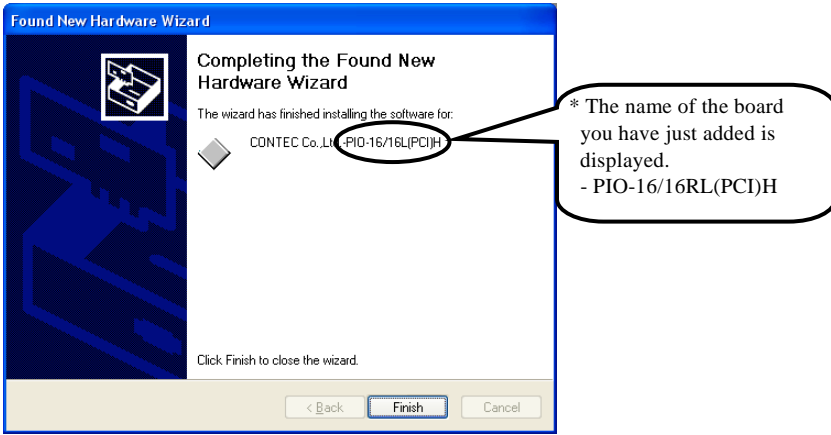 Found New Hardware Wizard
Completing the Found New
Hardware Wizard
The wizard has finished installing the software for:
CONTEC Co.,Lt -PIO-16/16L(PCI)H
Click Finish to close the wizard.
< Back
Finish
Cancel
* The name of the board
you have just added is
displayed.
- PIO-16/16RL(PCI)H